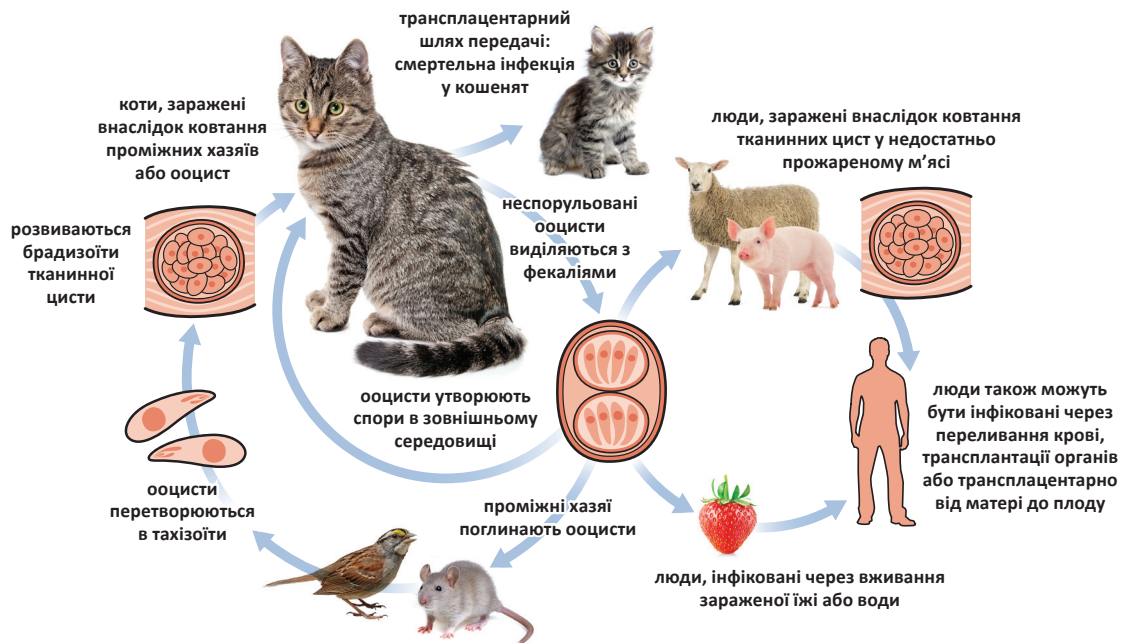 трансплацентарний
шлях передачі:
смертельна інфекція
у кошенят
коти, заражені
внаслідок ковтання
проміжних хазяїв
або ооцист
люди, заражені внаслідок ковтання
тканинних цист у недостатньо
прожареному м’ясі
розвиваються
брадизоїти
тканинної
цисти
неспорульовані
ооцисти
виділяються з
фекаліями
ооцисти утворюють
спори в зовнішньому
середовищі
люди також можуть
бути інфіковані через
переливання крові,
трансплантації органів
або трансплацентарно
від матері до плоду
ооцисти
перетворюються
в тахізоїти
проміжні хазяї
поглинають ооцисти
люди, інфіковані через вживання
зараженої їжі або води